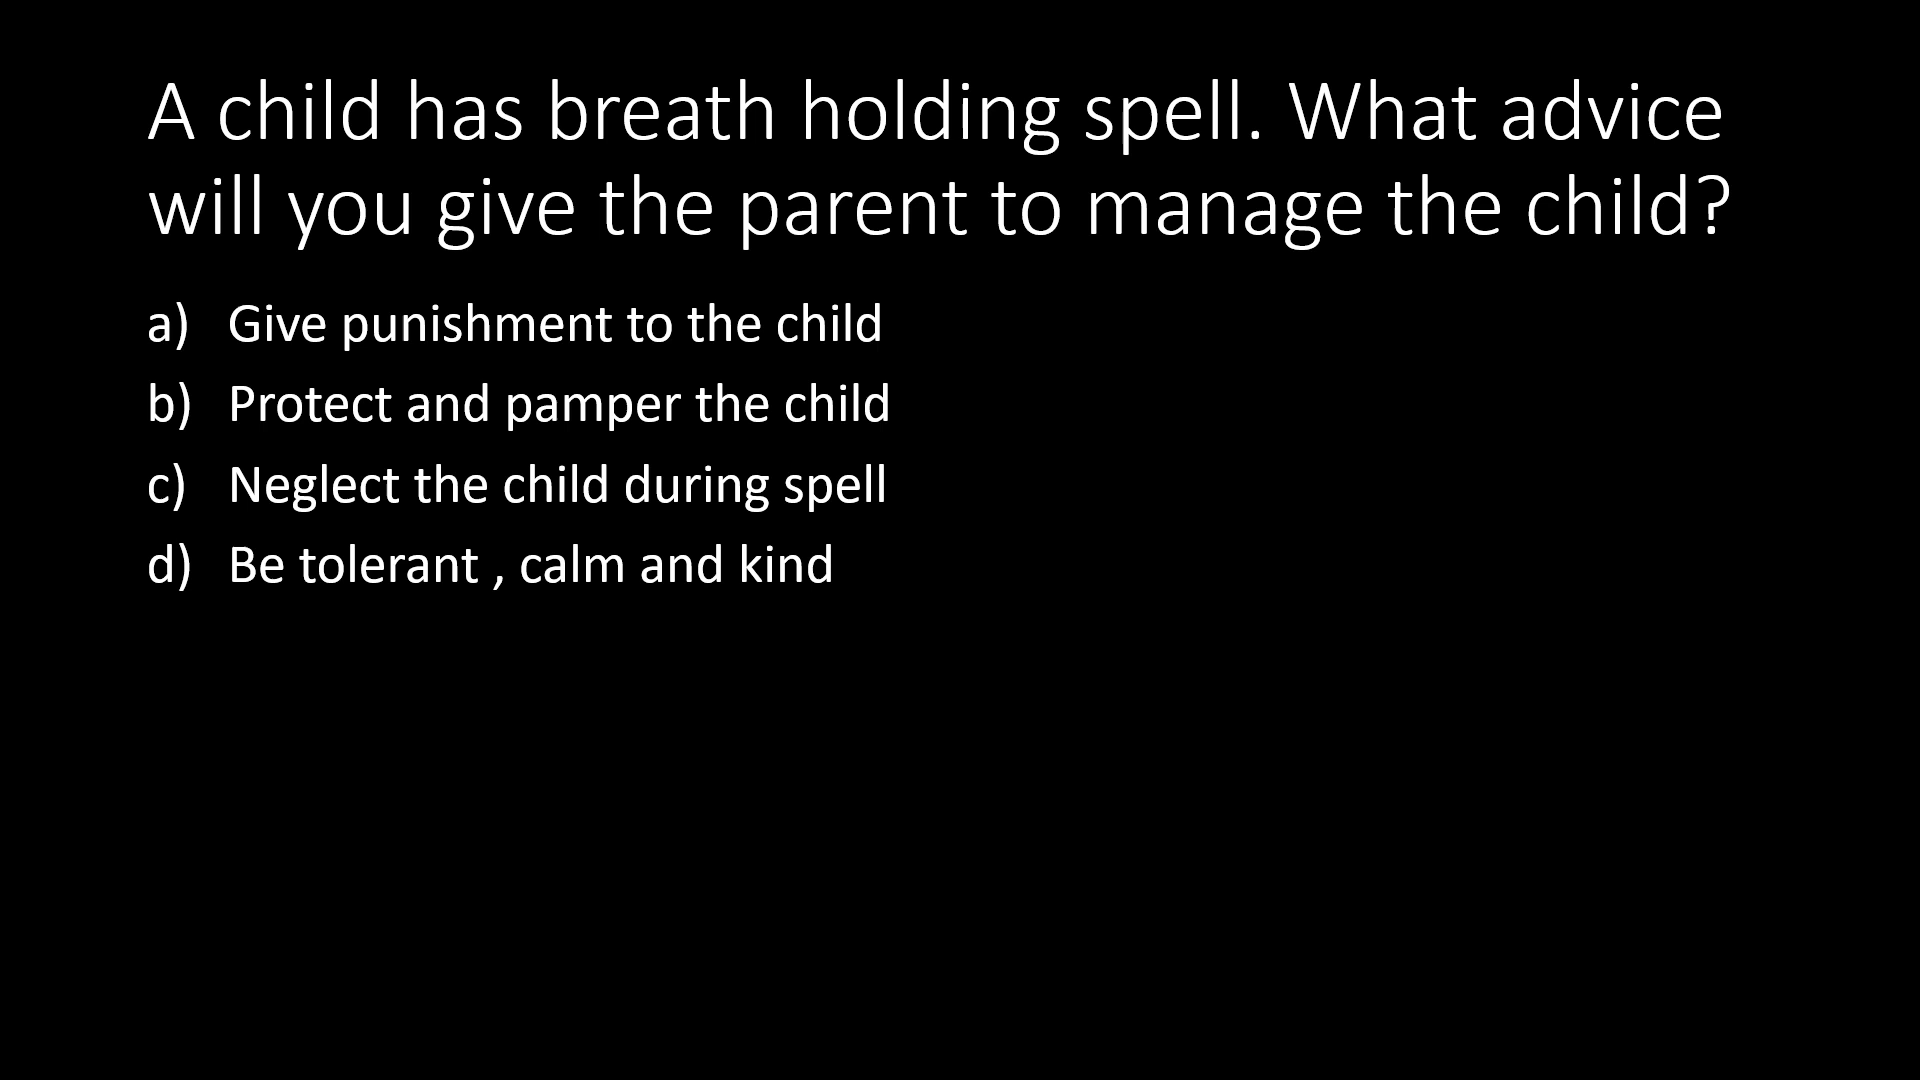 A child has breath holding spell. What advice
will you give the parent to manage the child?
a) Give punishment to the child
b) Protect and pamper the child
c) Neglect the child during spell
d) Be tolerant , calm and kind